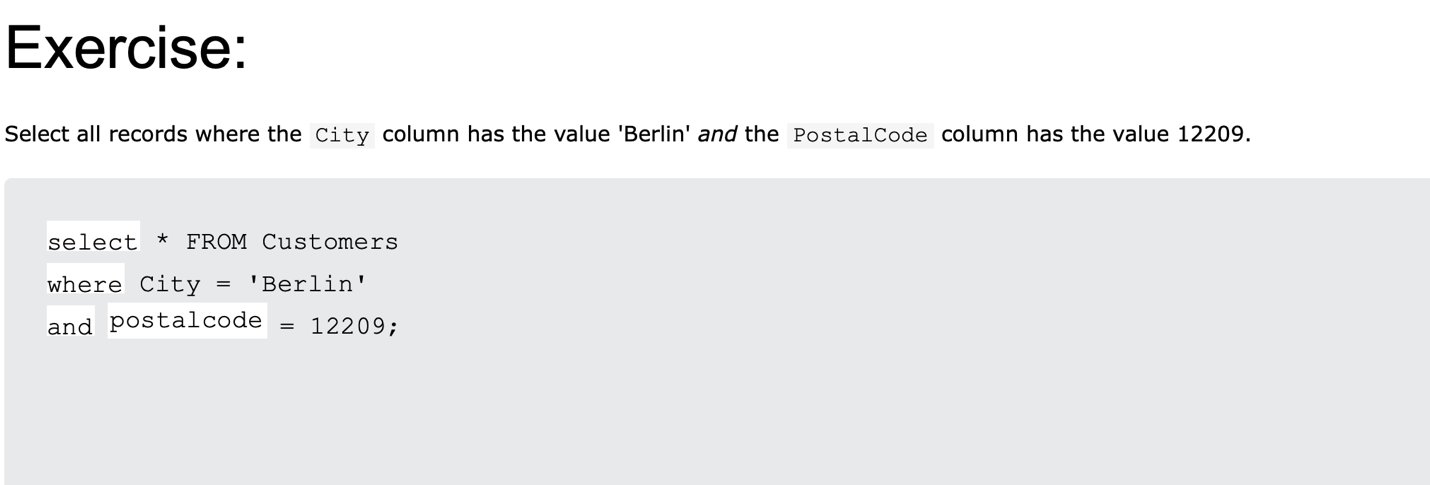 Exercise:
Select all records where the City column has the value 'Berlin' and the PostalCode column has the value 12209.
select * FROM Customers
where City = 'Berlin'
and postalcode = 12209;